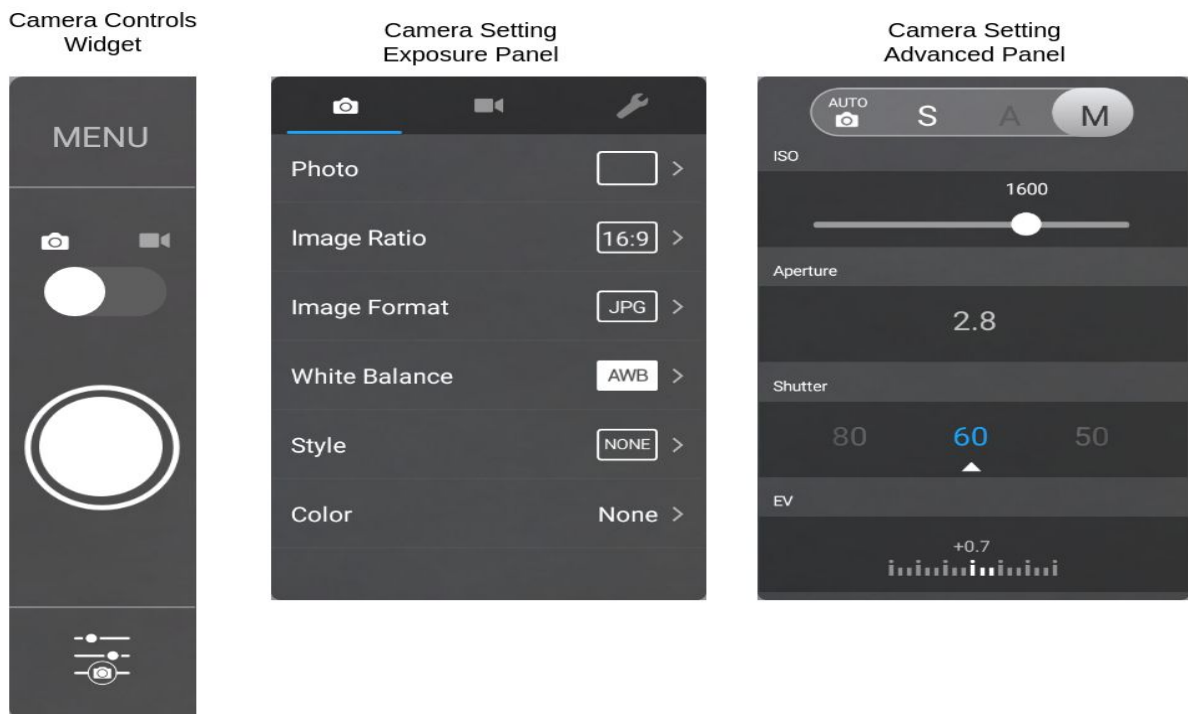 Camera Controls
Widget
MENU
Camera Setting
Exposure Panel
Photo
Image Ratio 16:9
Image Format JPG
White Balance AWB
Style NONE
Color None
Camera Setting
Advanced Panel
AUTO S A M
ISO
1600
Aperture
2.8
Shutter
80 60 50
EV
+0.7